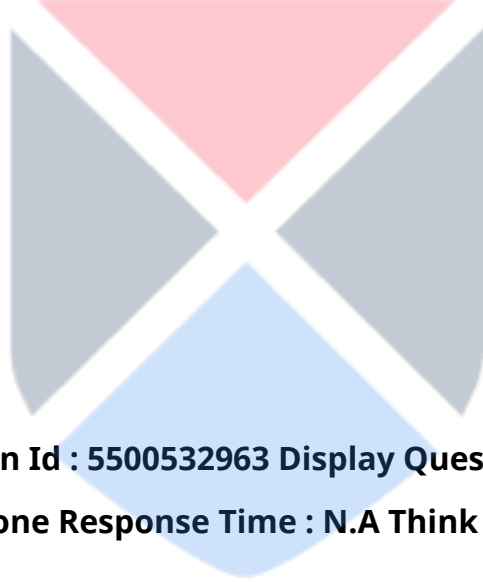 n Id : 5500532963 Display Ques
one Response Time : N.A Think